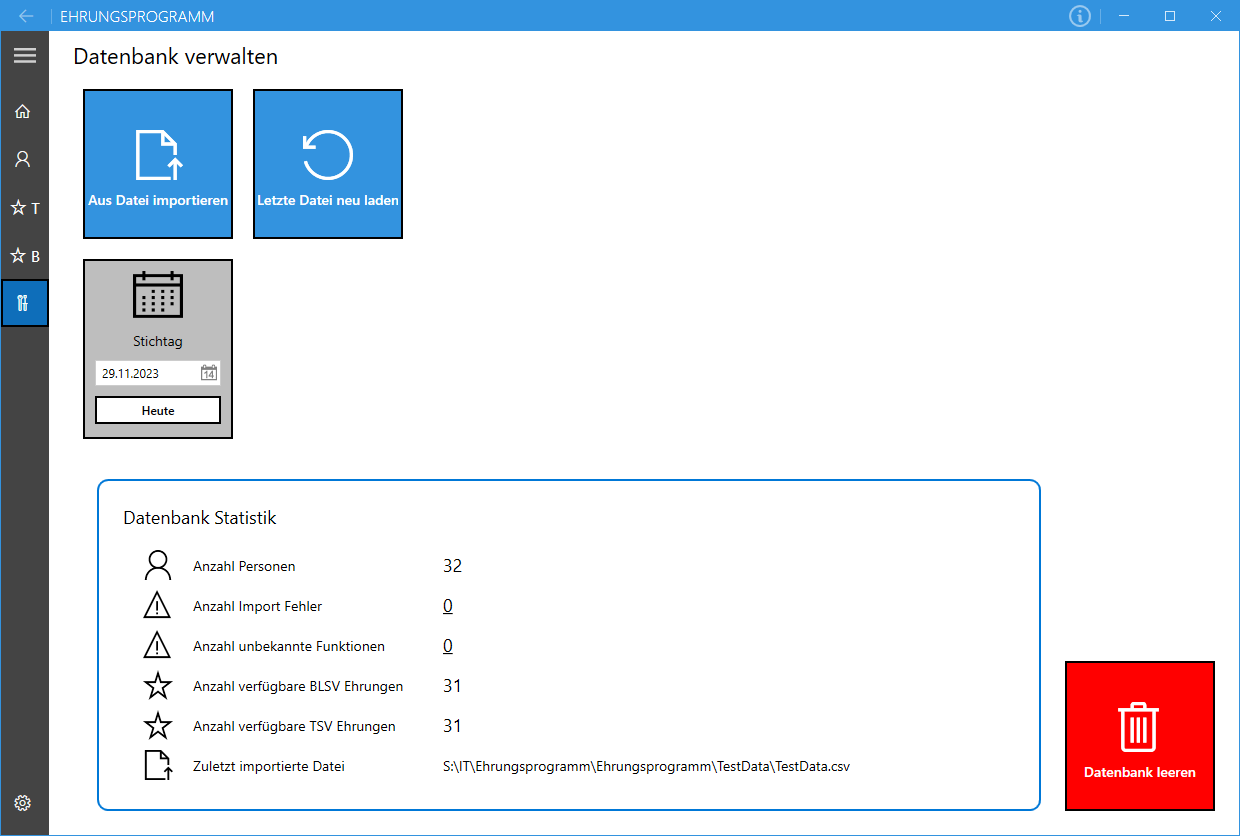 EHRUNGSPROGRAMM
Datenbank verwalten
Aus Datei importieren
Letzte Datei neu laden
T
B
Stichtag
29.11.2023
14
Heute
Datenbank Statistik
Anzahl Personen 32
Anzahl Import Fehler 0
Anzahl unbekannte Funktionen 0
Anzahl verfügbare BLSV Ehrungen 31
Anzahl verfügbare TSV Ehrungen 31
Zuletzt importierte Datei S:\IT\Ehrungsprogramm\Ehrungsprogramm\TestData\TestData.csv
Datenbank leeren